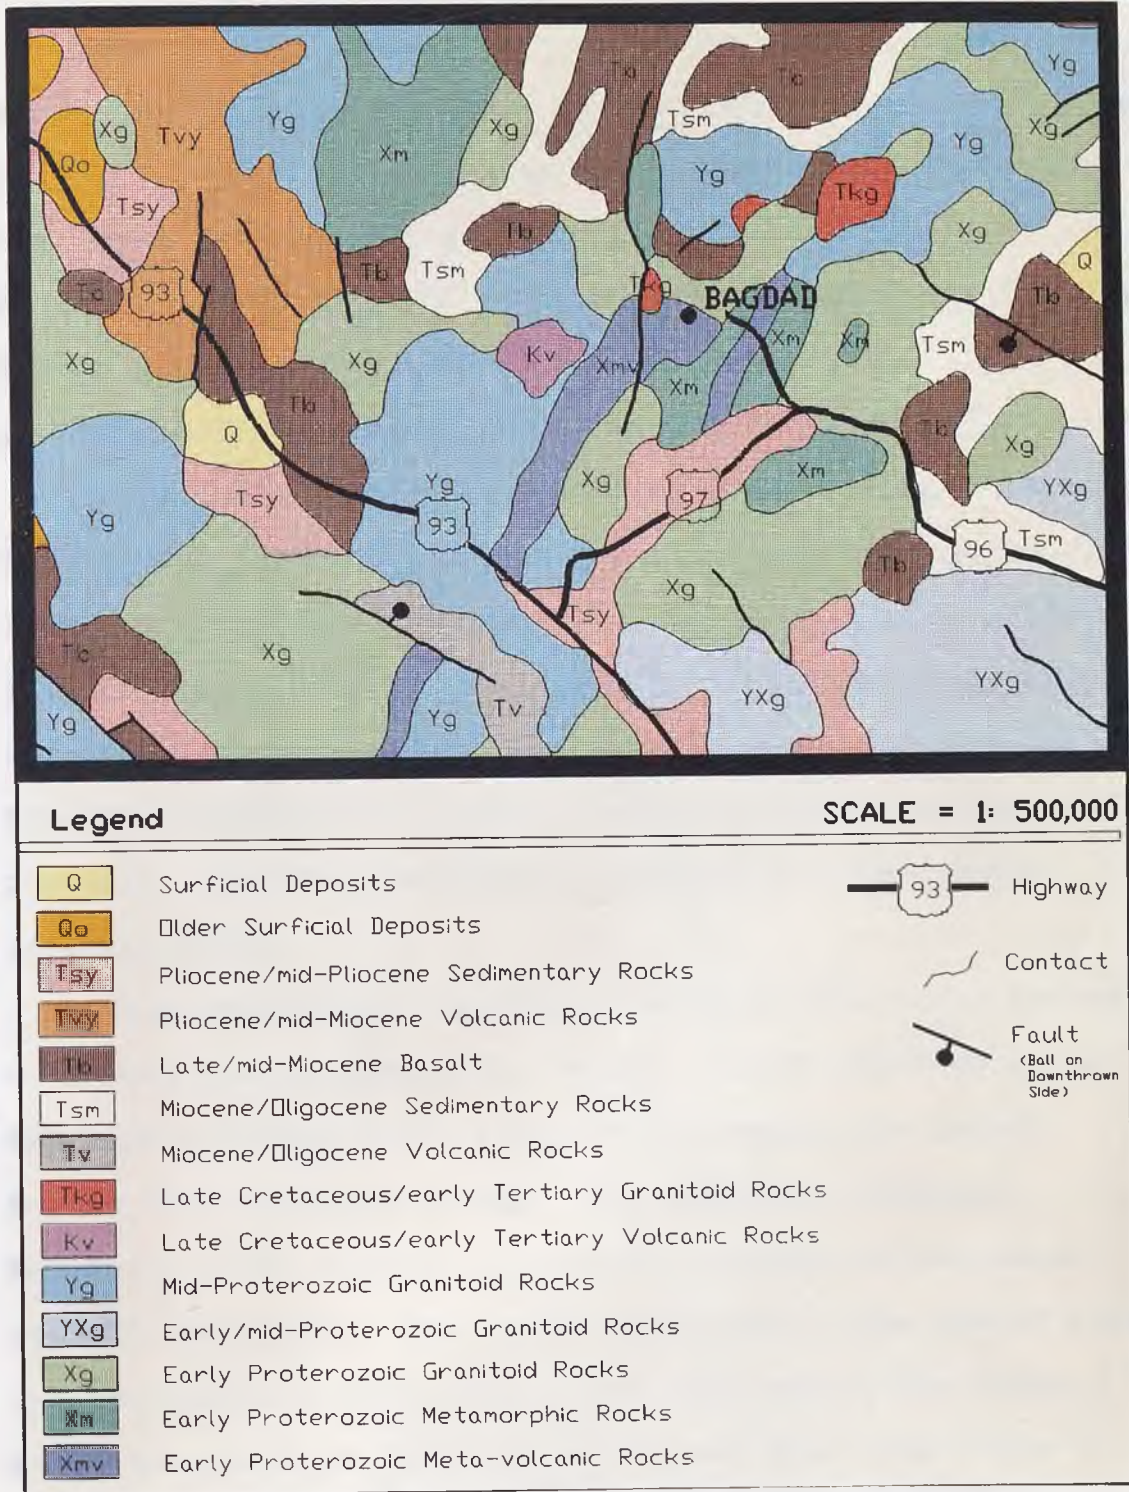 Tb
Tb
Yg
Xg
Tvy
Yg
Xg
Tsm
Xg
Xm
Yg
Qo
Yg
Tkg
Tsy
Tb
Xg
Tsm
Q
Tb
93
Tb
Tkg
BAGDAD
Tb
Xg
Xg
Kv
Xmv
Xm
Xm
Tsm
Xm
Tb
Q
Tb
Xg
Yg
Tsy
Yg
Xg
97
Xm
YXg
93
96
Tsm
Tb
Xg
Tsy
Tb
Xg
YXg
YXg
Yg
Yg
Tv
Legend
SCALE = 1: 500,000
Q Surficial Deposits
Qo Older Surficial Deposits
Tsy Pliocene/mid-Pliocene Sedimentary Rocks
Tvy Pliocene/mid-Miocene Volcanic Rocks
Tb Late/mid-Miocene Basalt
Tsm Miocene/Oligocene Sedimentary Rocks
Tv Miocene/Oligocene Volcanic Rocks
Tkg Late Cretaceous/early Tertiary Granitoid Rocks
Kv Late Cretaceous/early Tertiary Volcanic Rocks
Yg Mid-Proterozoic Granitoid Rocks
YXg Early/mid-Proterozoic Granitoid Rocks
Xg Early Proterozoic Granitoid Rocks
Xm Early Proterozoic Metamorphic Rocks
Xmv Early Proterozoic Meta-volcanic Rocks
93 Highway
Contact
Fault
(Ball on
Downthrown
Side)